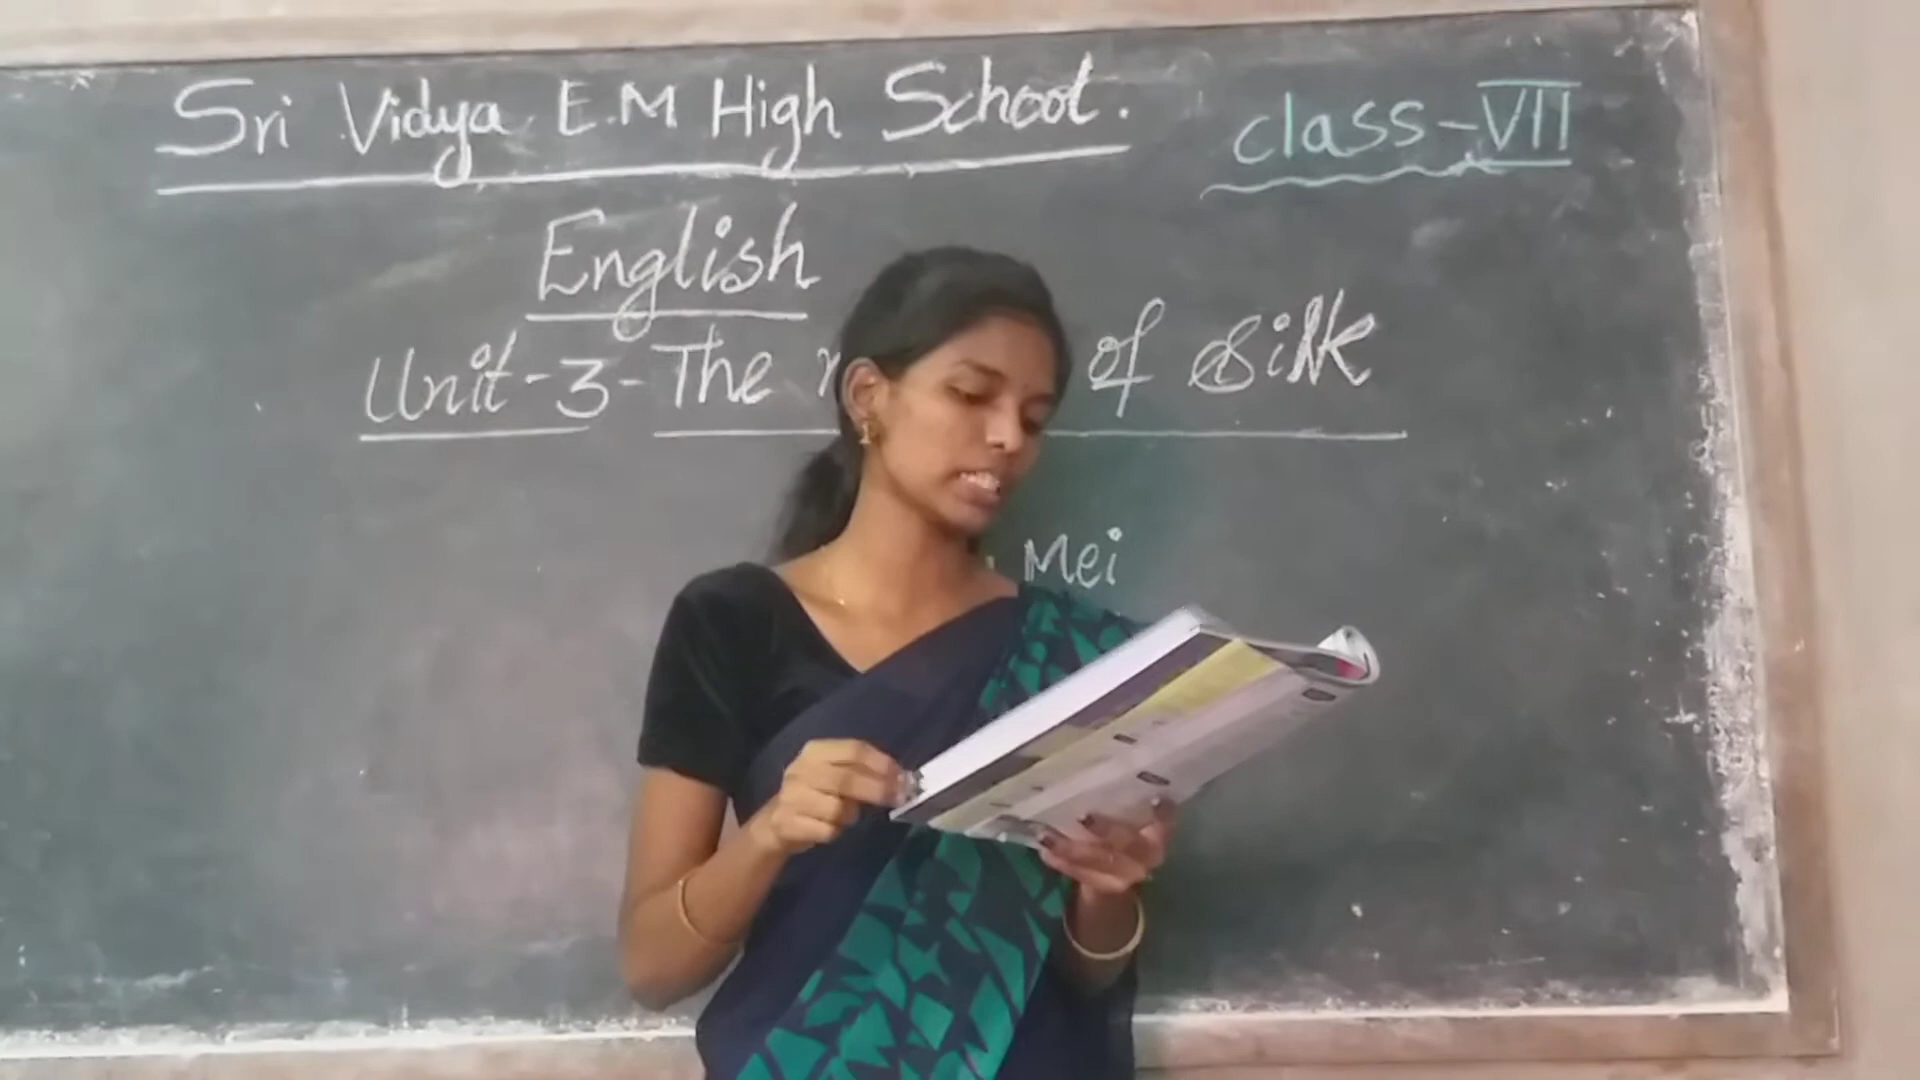 Sri Vidya E.M High School.
class-VII
English
Unit-3-The of Silk
Mei